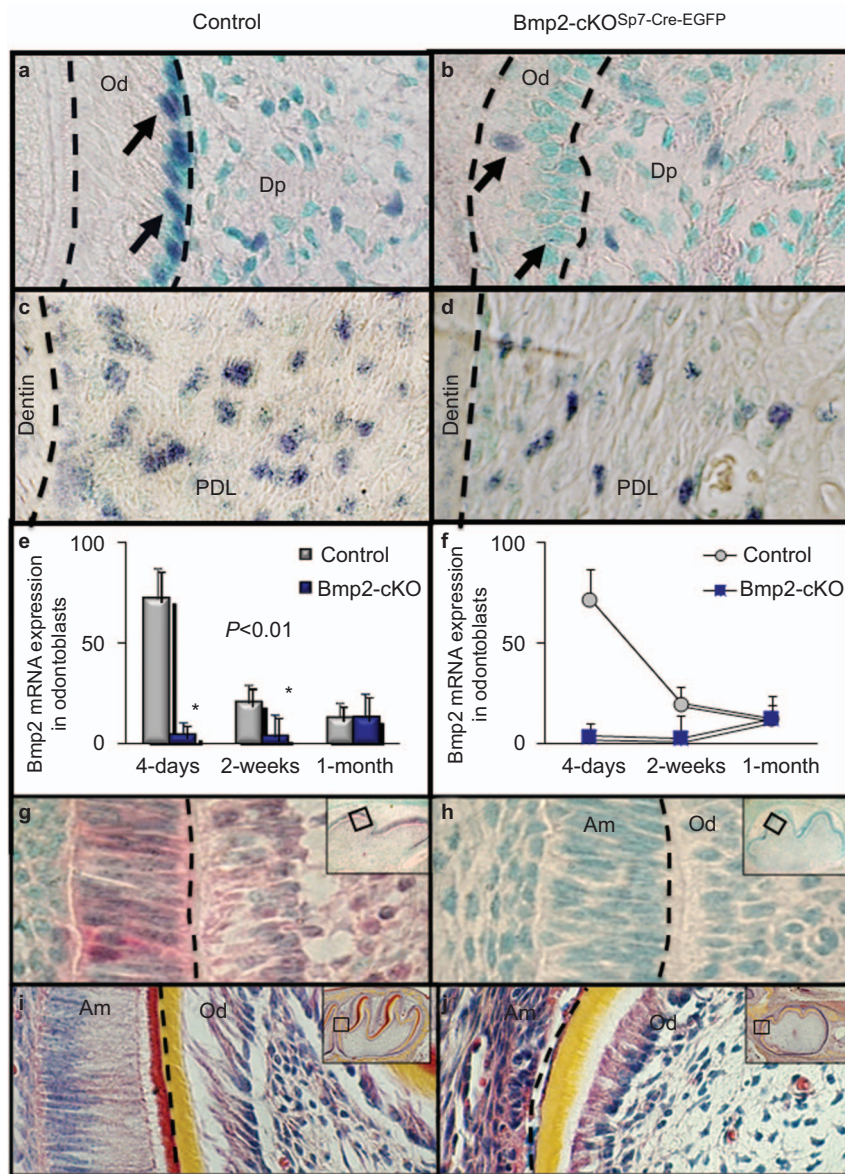 Control
Bmp2-cKO^Sp7-Cre-EGFP
a
Od
Dp
b
Od
Dp
c
Dentin
PDL
d
Dentin
PDL
e
100
50
0
Bmp2 mRNA expression
in odontoblasts
Control
Bmp2-cKO
P<0.01
*
*
4-days
2-weeks
1-month
f
100
50
0
Bmp2 mRNA expression
in odontoblasts
Control
Bmp2-cKO
4-days
2-weeks
1-month
g
h
Am
Od
i
Am
Od
j
Am
Od